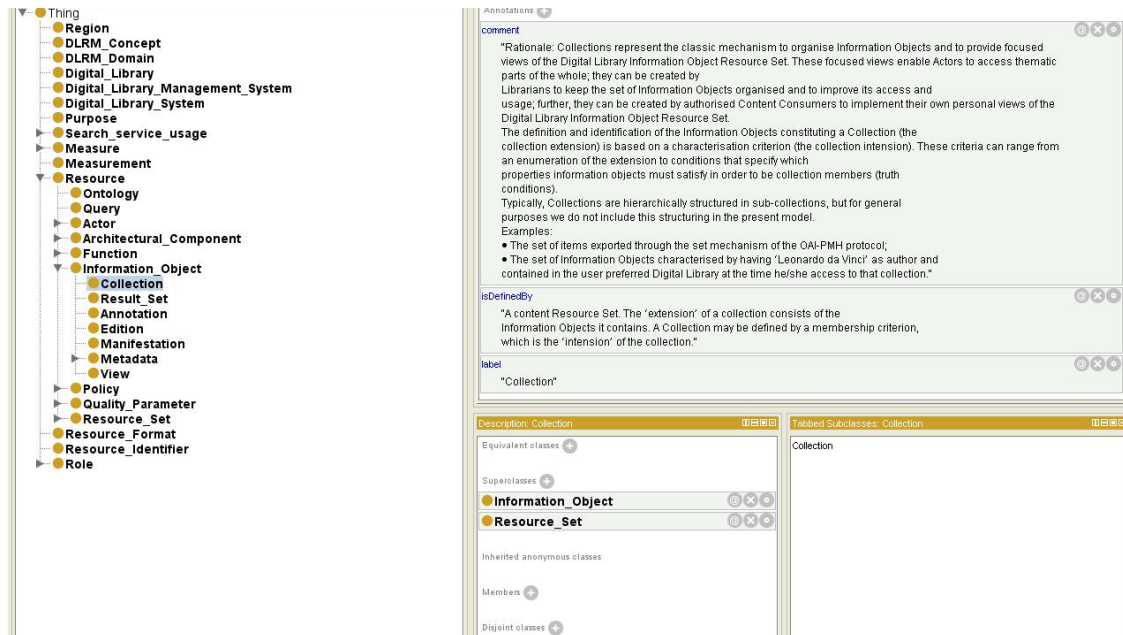 Thing
Region
DLRM_Concept
DLRM_Domain
Digital_Library
Digital_Library_Management_System
Digital_Library_System
Purpose
Search_service_usage
Measure
Measurement
Resource
Ontology
Query
Actor
Architectural_Component
Function
Information_Object
Collection
Result_Set
Annotation
Edition
Manifestation
Metadata
View
Policy
Quality_Parameter
Resource_Set
Resource_Format
Resource_Identifier
Role
Annotations
comment
"Rationale: Collections represent the classic mechanism to organise Information Objects and to provide focused
views of the Digital Library Information Object Resource Set. These focused views enable Actors to access thematic
parts of the whole; they can be created by
Librarians to keep the set of Information Objects organised and to improve its access and
usage; further, they can be created by authorised Content Consumers to implement their own personal views of the
Digital Library Information Object Resource Set.
The definition and identification of the Information Objects constituting a Collection (the
collection extension) is based on a characterisation criterion (the collection intension). These criteria can range from
an enumeration of the extension to conditions that specify which
properties information objects must satisfy in order to be collection members (truth
conditions).
Typically, Collections are hierarchically structured in sub-collections, but for general
purposes we do not include this structuring in the present model.
Examples:
● The set of items exported through the set mechanism of the OAI-PMH protocol;
● The set of Information Objects characterised by having 'Leonardo da Vinci' as author and
contained in the user preferred Digital Library at the time he/she access to that collection."
isDefinedBy
"A content Resource Set. The 'extension' of a collection consists of the
Information Objects it contains. A Collection may be defined by a membership criterion,
which is the 'intension' of the collection."
label
"Collection"
Description: Collection
Equivalent classes
Superclasses
Information_Object
Resource_Set
Inherited anonymous classes
Members
Disjoint classes
Tabbed Subclasses: Collection
Collection